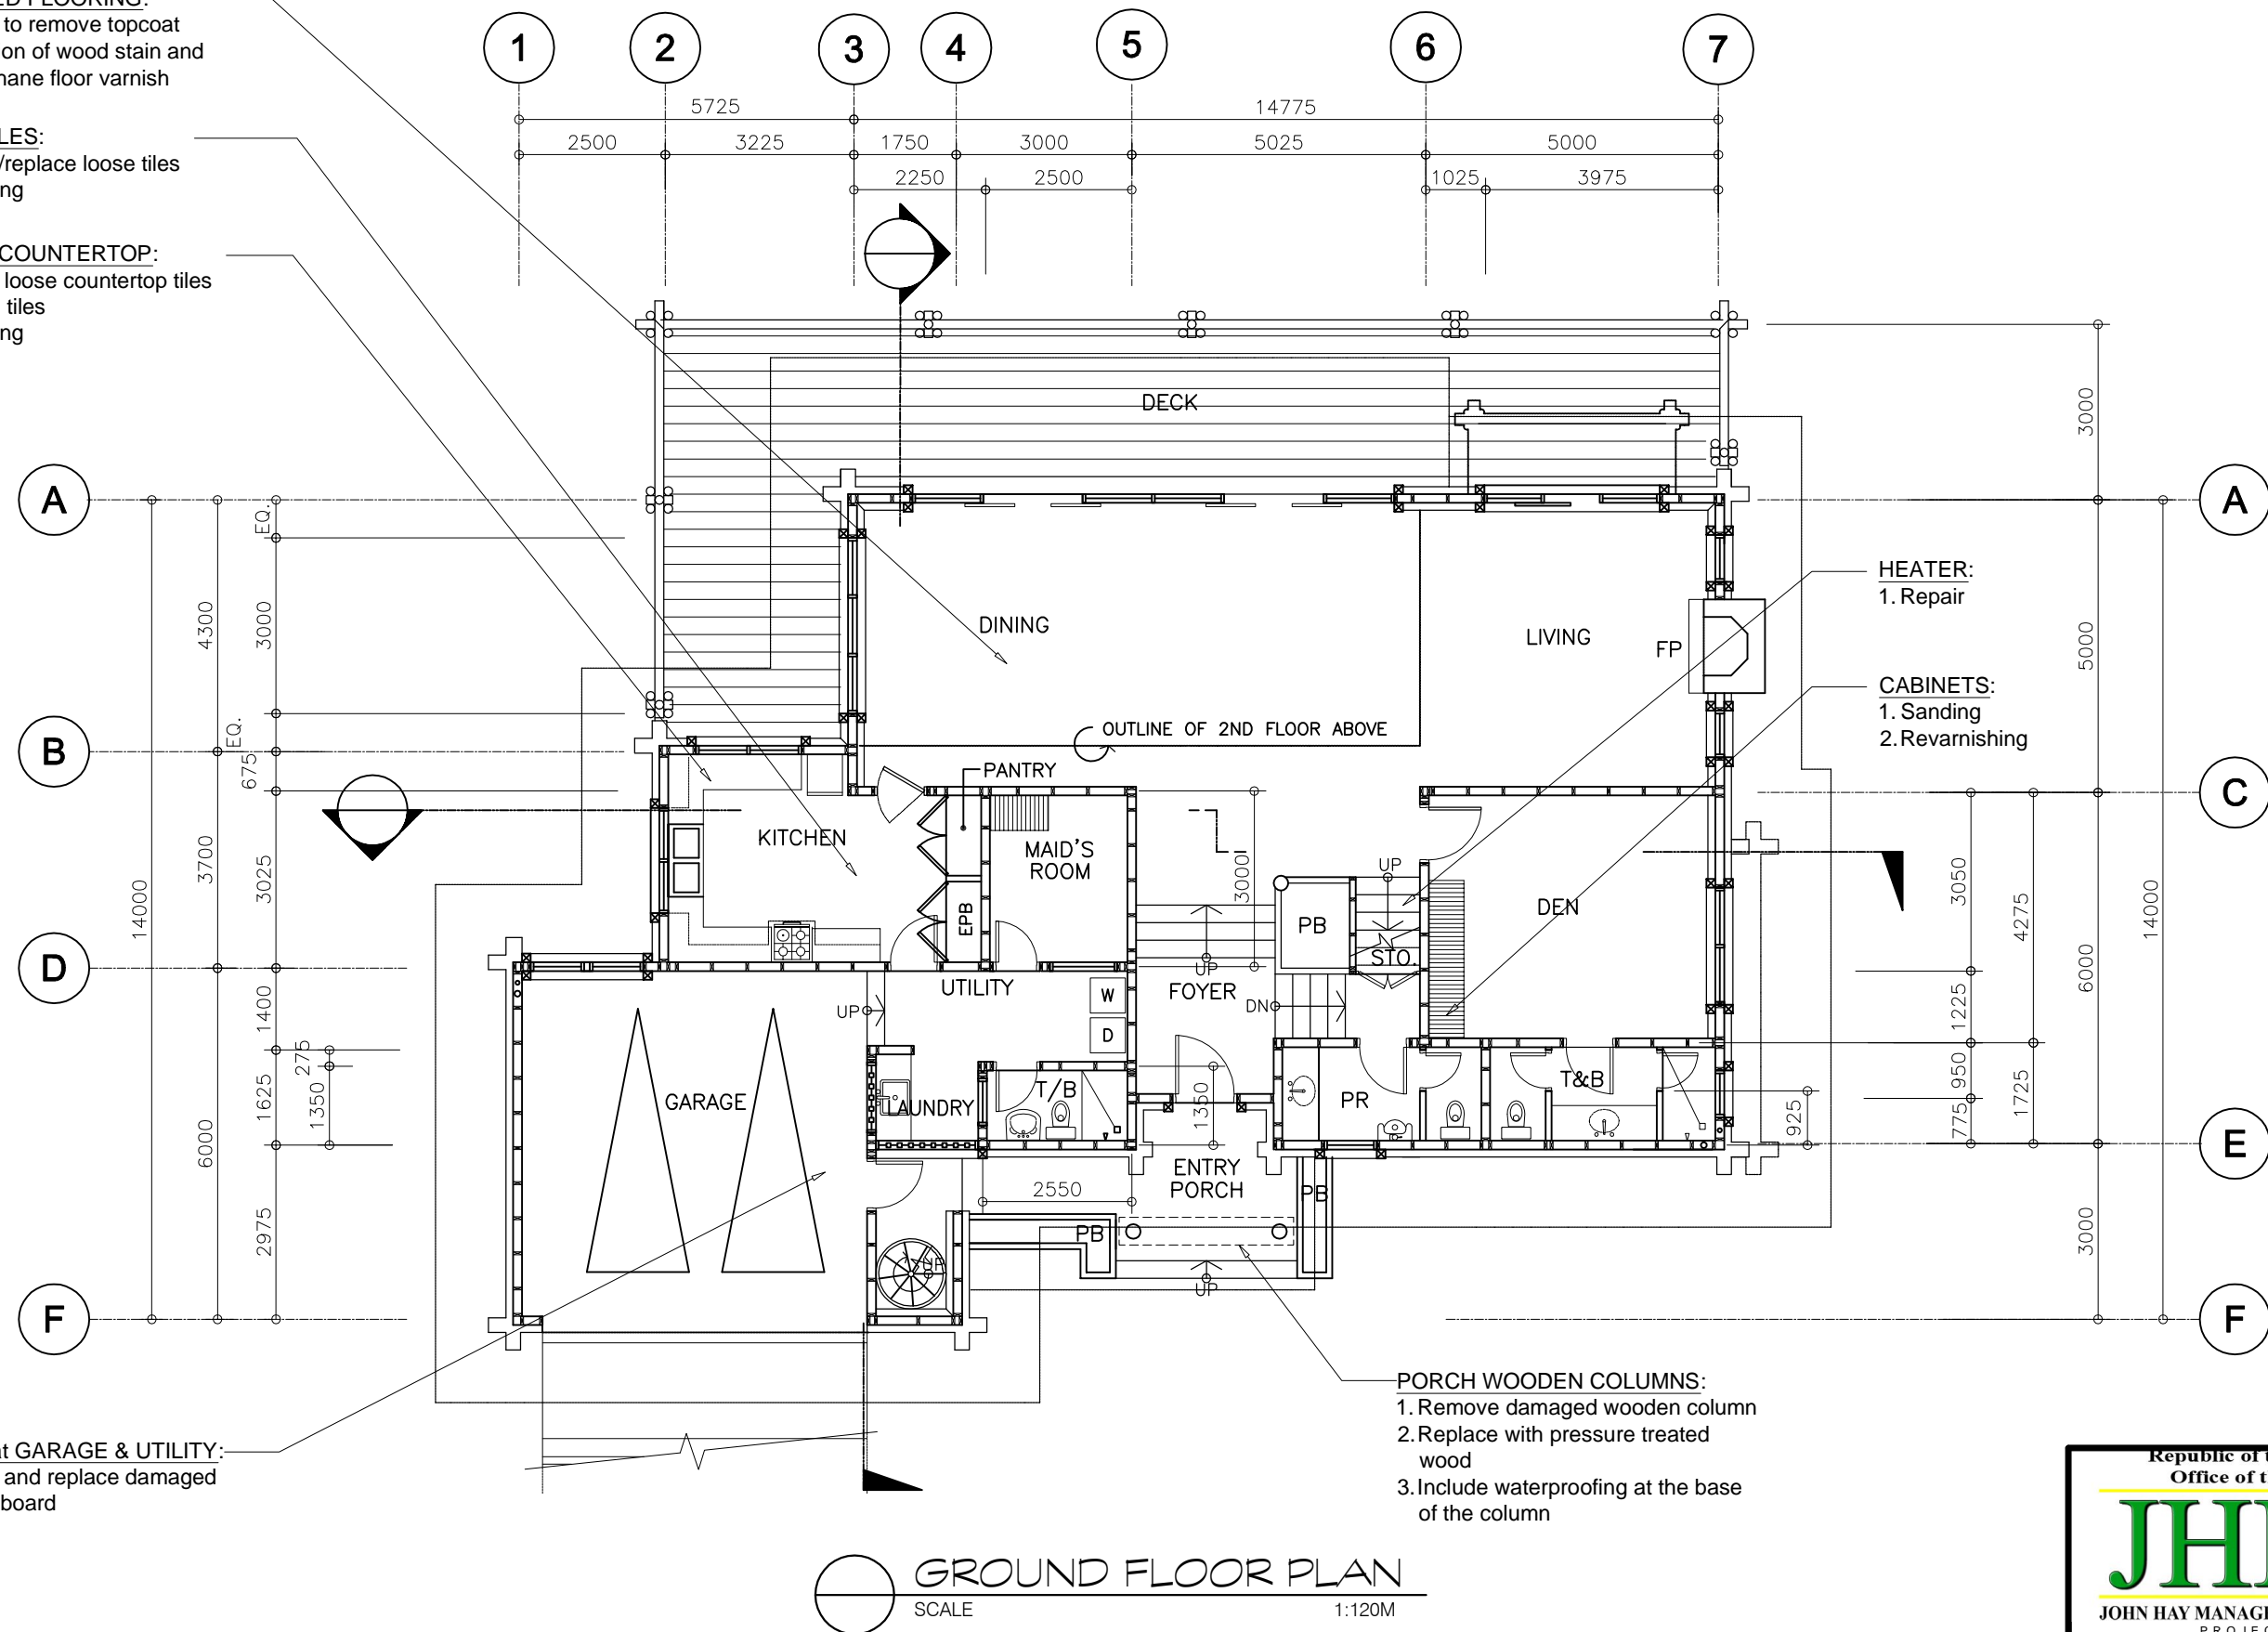 ED FLOORING:
to remove topcoat
on of wood stain and
hane floor varnish
LES:
/replace loose tiles
ng
COUNTERTOP:
loose countertop tiles
tiles
ng
1 2 3 4 5 6 7
5725 14775
2500 3225 1750 3000 5025 5000
2250 2500 1025 3975
DECK
3000
A A
EQ.
4300 3000
5000
DINING
LIVING
FP
HEATER:
1. Repair
CABINETS:
1. Sanding
2. Revarnishing
EQ.
B
675
OUTLINE OF 2ND FLOOR ABOVE
PANTRY
C
KITCHEN
MAID'S
ROOM
3700 3025
14000
3000
UP
PB
STO.
DEN
EPB
3050
4275
14000
6000
D
UTILITY
W
D
UP
UP
FOYER
DN
1400
275
1625
1350
6000
1225
950
775
1725
925
GARAGE
LAUNDRY
T/B
1350
PR
T&B
E
ENTRY
PORCH
2550
PB
PB
UP
UP
2975
3000
F F
at GARAGE & UTILITY:
and replace damaged
board
PORCH WOODEN COLUMNS:
1. Remove damaged wooden column
2. Replace with pressure treated
wood
3. Include waterproofing at the base
of the column
GROUND FLOOR PLAN
SCALE 1:120M
Republic of
Office of t
JH
JOHN HAY MANAG